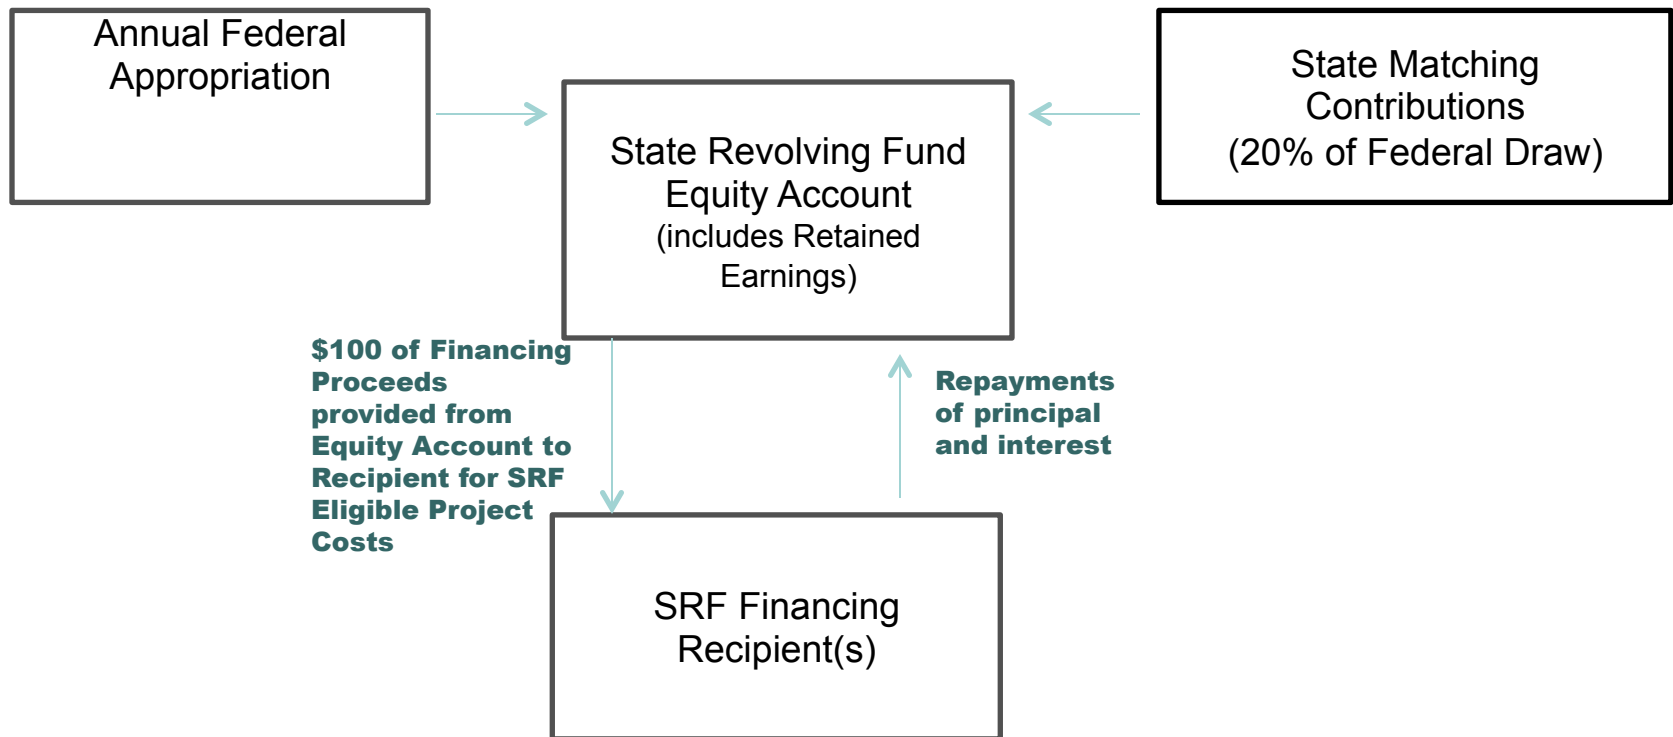 Annual Federal
Appropriation
State Revolving Fund
Equity Account
(includes Retained
Earnings)
State Matching
Contributions
(20% of Federal Draw)
$100 of Financing
Proceeds
provided from
Equity Account to
Recipient for SRF
Eligible Project
Costs
Repayments
of principal
and interest
SRF Financing
Recipient(s)